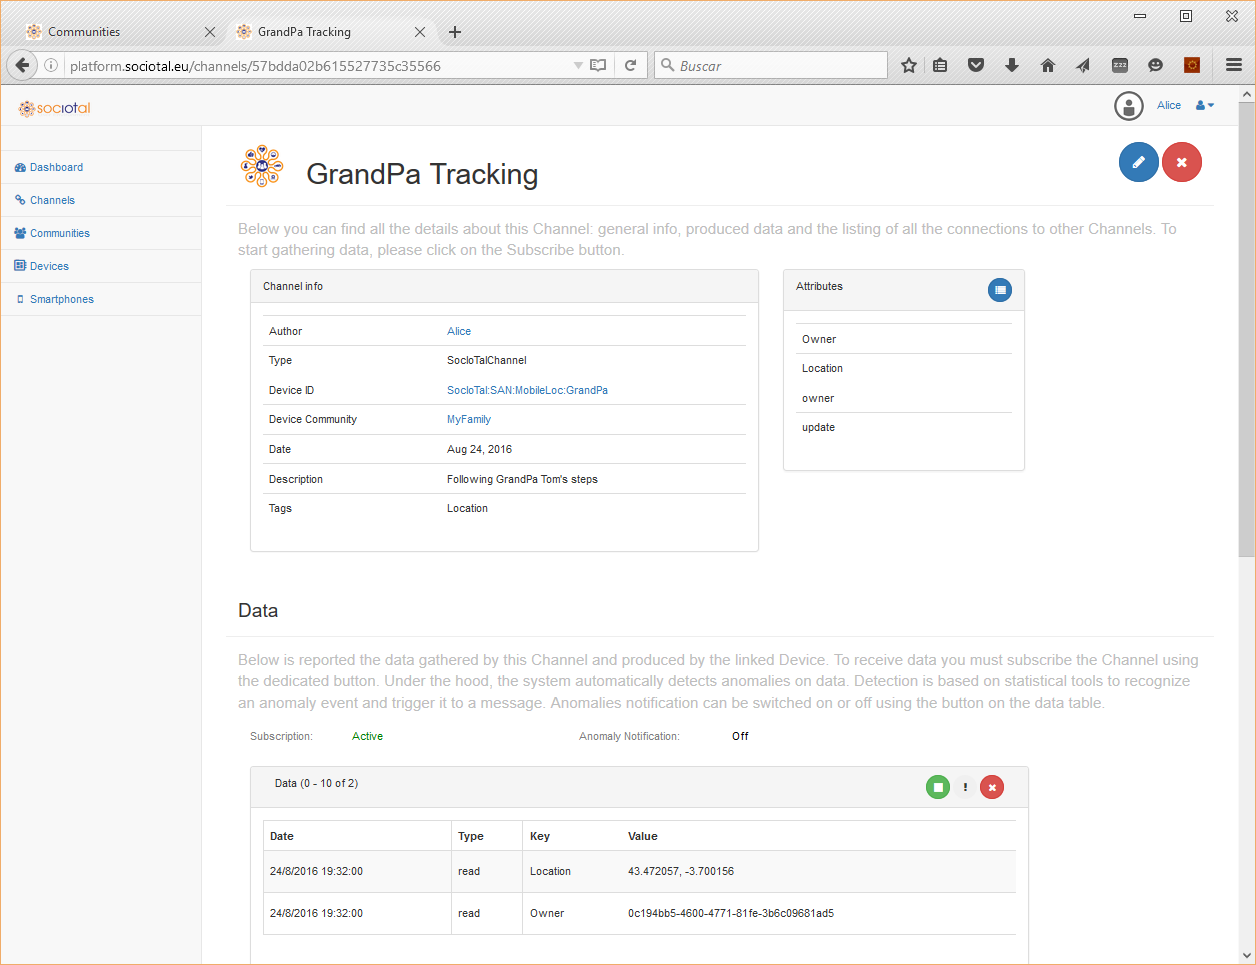 Communities
GrandPa Tracking
platform.sociotal.eu/channels/57bdda02b615527735c35566
Buscar
zzz
sociotal
Alice
Dashboard
Channels
Communities
Devices
Smartphones
GrandPa Tracking
Below you can find all the details about this Channel: general info, produced data and the listing of all the connections to other Channels. To
start gathering data, please click on the Subscribe button.
Channel info
Author Alice
Type SocIoTalChannel
Device ID SocIoTal:SAN:MobileLoc:GrandPa
Device Community MyFamily
Date Aug 24, 2016
Description Following GrandPa Tom's steps
Tags Location
Attributes
Owner
Location
owner
update
Data
Below is reported the data gathered by this Channel and produced by the linked Device. To receive data you must subscribe the Channel using
the dedicated button. Under the hood, the system automatically detects anomalies on data. Detection is based on statistical tools to recognize
an anomaly event and trigger it to a message. Anomalies notification can be switched on or off using the button on the data table.
Subscription: Active Anomaly Notification: Off
Data (0 - 10 of 2) !
Date Type Key Value
24/8/2016 19:32:00 read Location 43.472057, -3.700156
24/8/2016 19:32:00 read Owner 0c194bb5-4600-4771-81fe-3b6c09681ad5